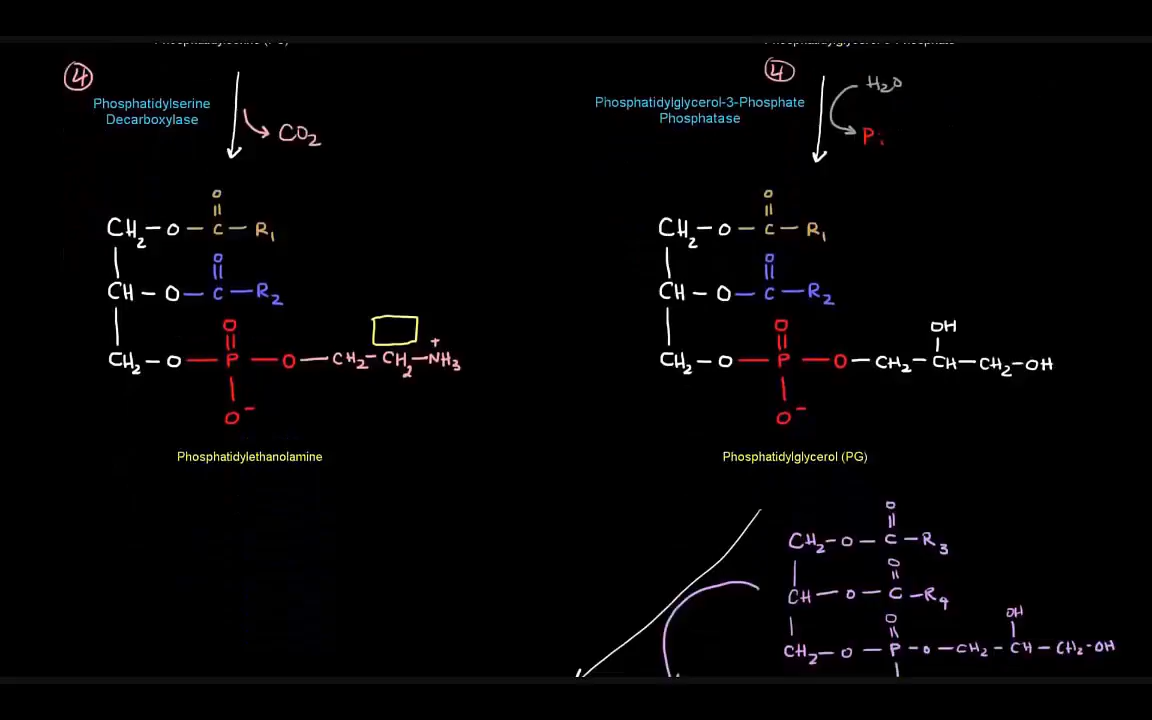 4
Phosphatidylserine
Decarboxylase
CO2
O
CH2-O-C-R1
O
CH-O-C-R2
O
CH2-O-P-O-CH2-CH2-NH3
+
O-
Phosphatidylethanolamine
4
Phosphatidylglycerol-3-Phosphate
Phosphatase
H2O
Pi
O
CH2-O-C-R1
O
CH-O-C-R2
O
OH
CH2-O-P-O-CH2-CH-CH2-OH
O-
Phosphatidylglycerol (PG)
O
CH2-O-C-R3
O
CH-O-C-R4
O
OH
CH2-O-P-O-CH2-CH-CH2-OH